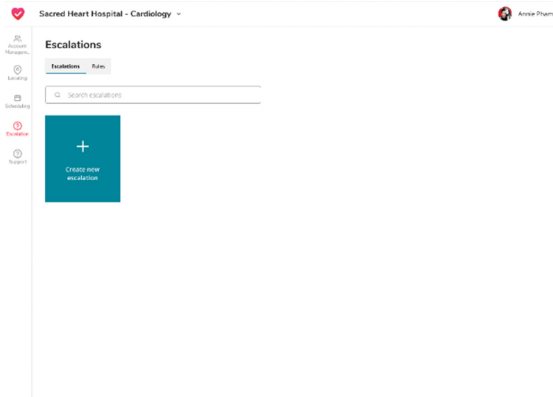 Sacred Heart Hospital - Cardiology
Annie Pham
Account
Managem...
Locating
Scheduling
Escalation
Support
Escalations
Escalations Rules
Search escalations
Create new
escalation